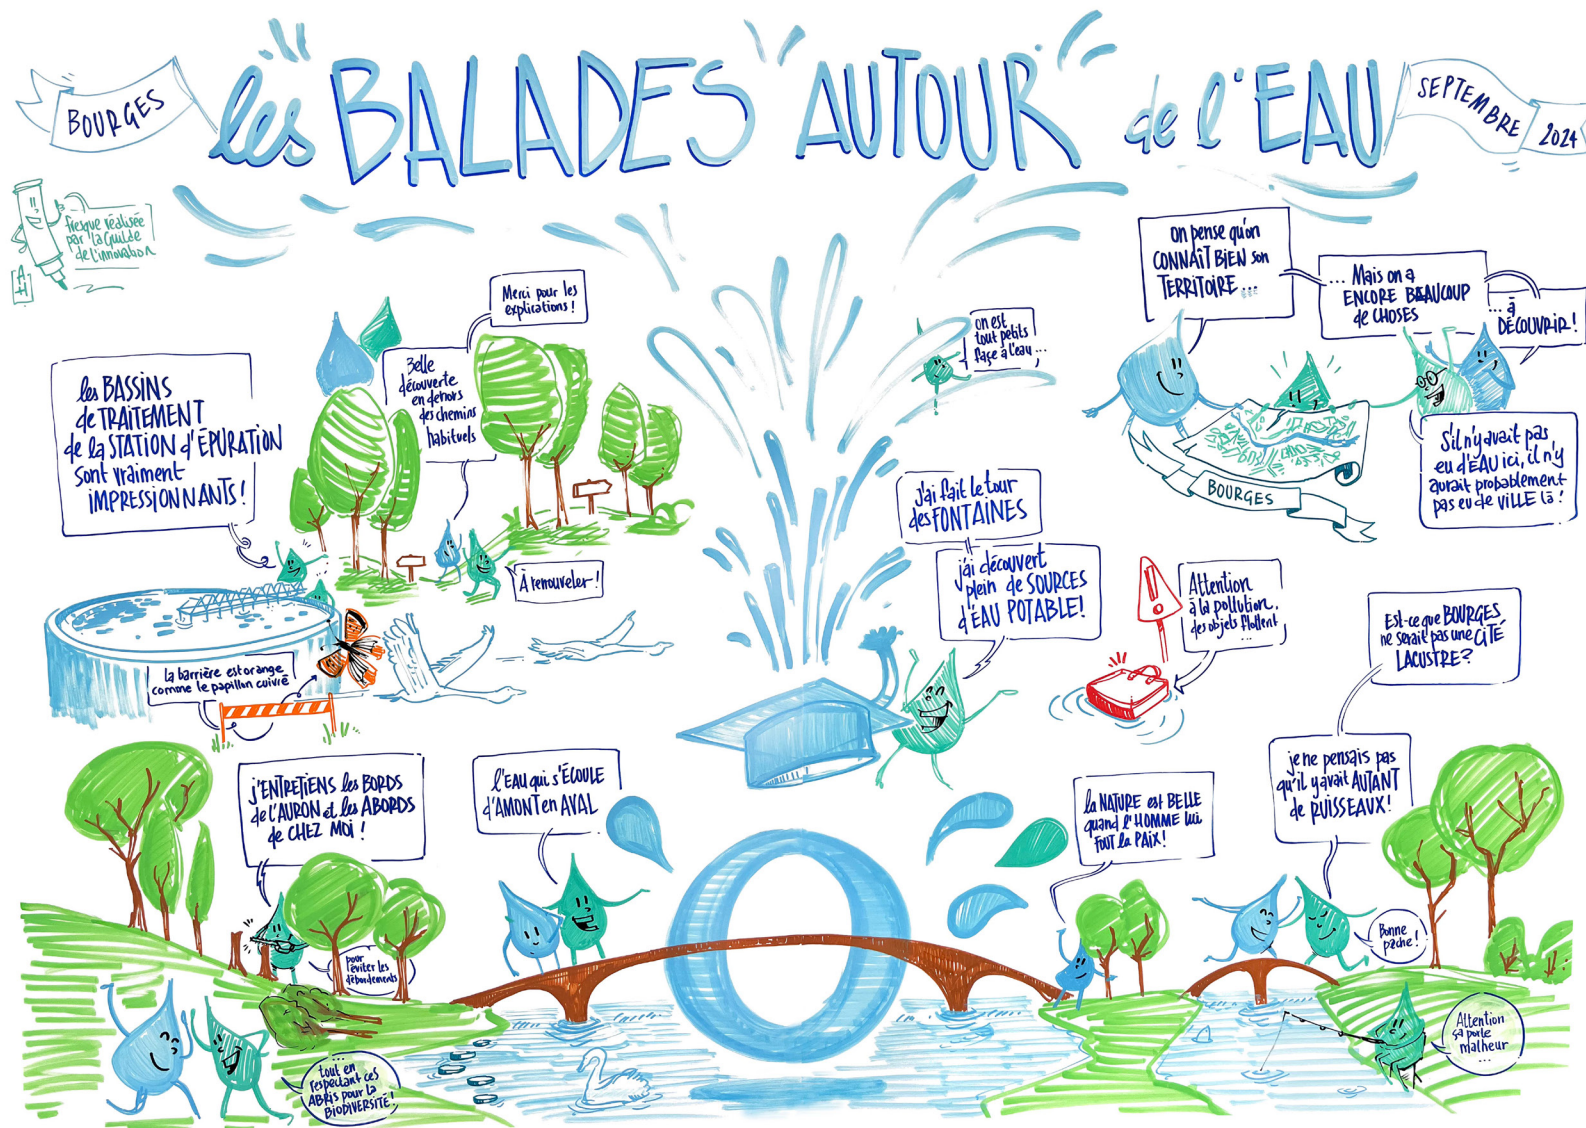 BOURGES
les BALADES AUTOUR de l'EAU
SEPTEMBRE
2024
fresque réalisée
par la Guilde
de l'innovation
A+
Merci pour les
explications !
Belle
découverte
en dehors
des chemins
habituels
À renouveler !
les BASSINS
de TRAITEMENT
de la STATION d'ÉPURATION
sont vraiment
IMPRESSIONNANTS !
la barrière est orange
comme le papillon cuivré
on est
tout petits
face à l'eau ...
on pense qu'on
CONNAÎT BIEN son
TERRITOIRE ...
... Mais on a
ENCORE BEAUCOUP
de CHOSES
... à
DÉCOUVRIR !
BOURGES
S'il n'y avait pas
eu d'EAU ici, il n'y
aurait probablement
pas eu de VILLE là !
j'ai fait le tour
des FONTAINES
j'ai découvert
plein de SOURCES
d'EAU POTABLE !
Attention
à la pollution,
des objets flottent
...
Est-ce que BOURGES
ne serait pas une CITÉ
LACUSTRE ?
je ne pensais pas
qu'il y avait AUTANT
de RUISSEAUX !
j'ENTRETIENS les BORDS
de l'AURON et les ABORDS
de CHEZ MOI !
pour
éviter les
débordements
... tout en
respectant ces
ABRIS pour la
BIODIVERSITÉ !
l'EAU qui s'ÉCOULE
d'AMONT en AVAL
la NATURE est BELLE
quand l'HOMME lui
FOUT la PAIX !
Bonne
pêche !
Attention
ça porte
malheur
...